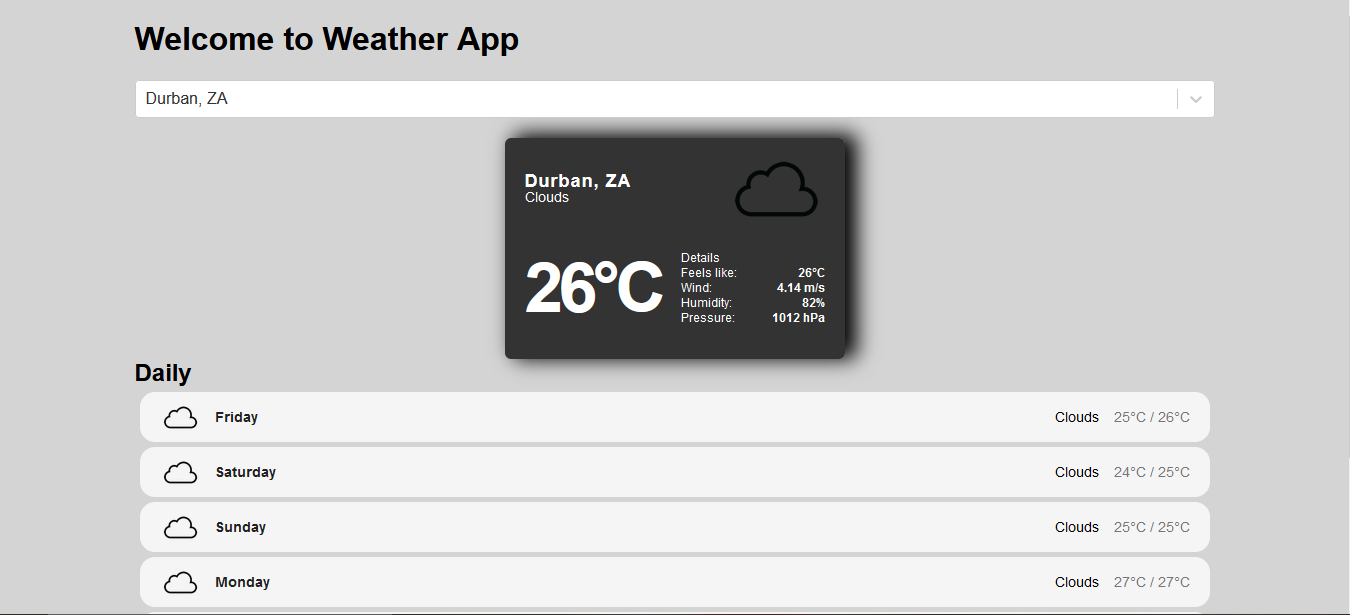 Welcome to Weather App
Durban, ZA
Durban, ZA
Clouds
26°C
Details
Feels like: 26°C
Wind: 4.14 m/s
Humidity: 82%
Pressure: 1012 hPa
Daily
Friday Clouds 25°C / 26°C
Saturday Clouds 24°C / 25°C
Sunday Clouds 25°C / 25°C
Monday Clouds 27°C / 27°C